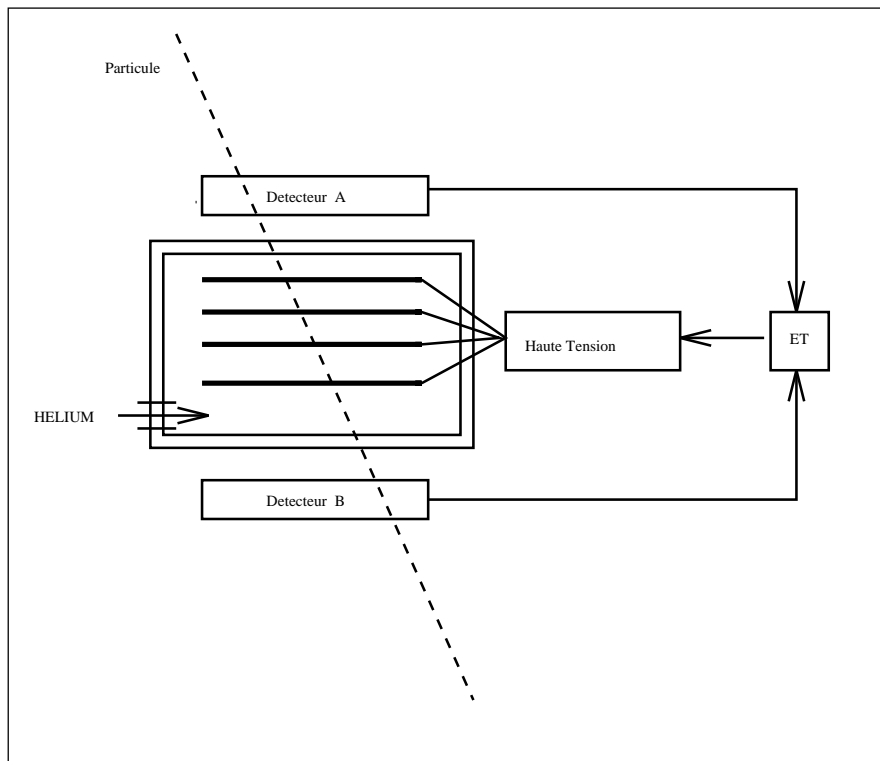 Particule
Detecteur A
Haute Tension
ET
HELIUM
Detecteur B